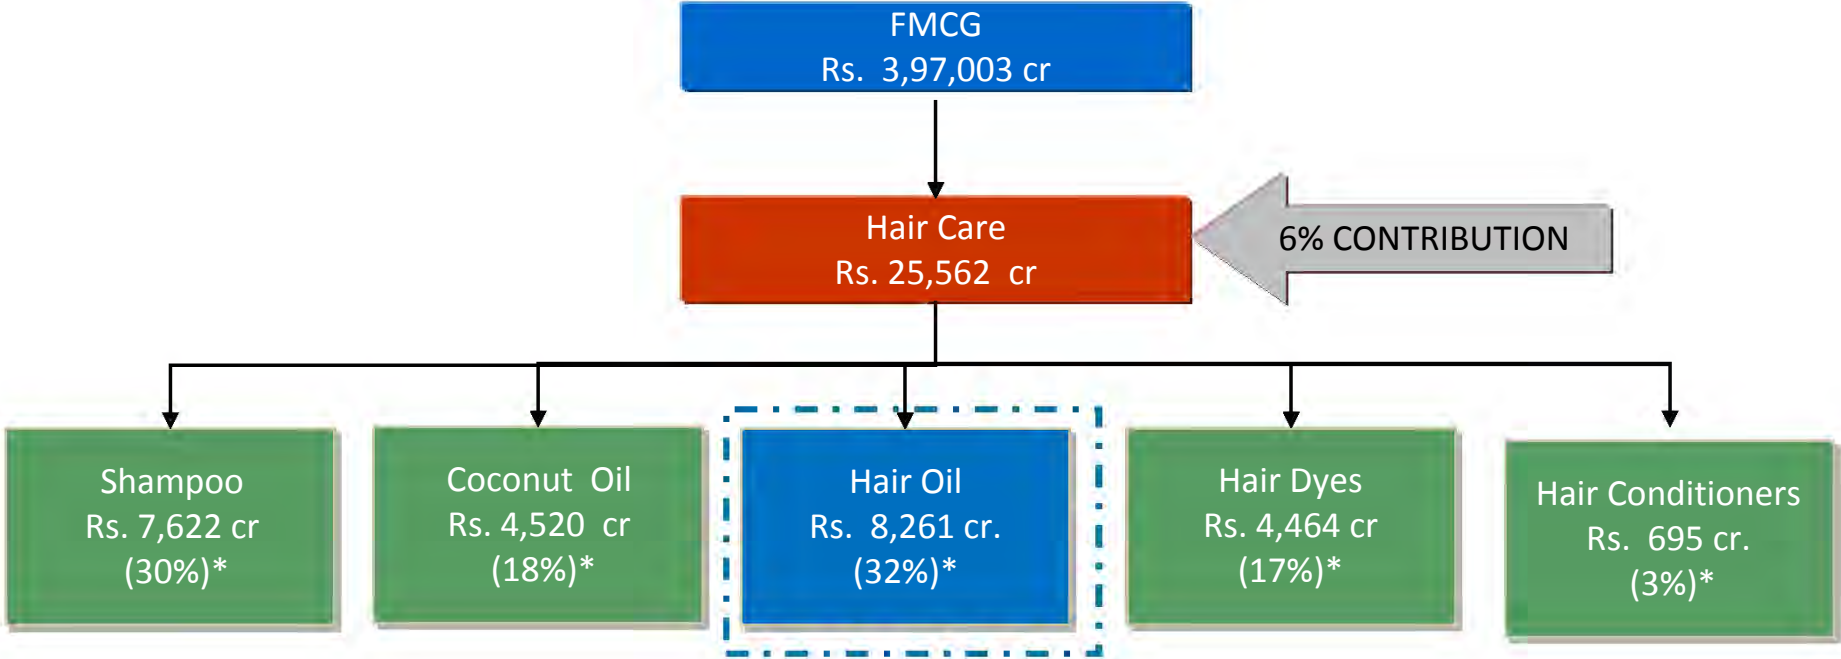 FMCG
Rs. 3,97,003 cr
Hair Care
Rs. 25,562 cr
6% CONTRIBUTION
Shampoo
Rs. 7,622 cr
(30%)*
Coconut Oil
Rs. 4,520 cr
(18%)*
Hair Oil
Rs. 8,261 cr.
(32%)*
Hair Dyes
Rs. 4,464 cr
(17%)*
Hair Conditioners
Rs. 695 cr.
(3%)*